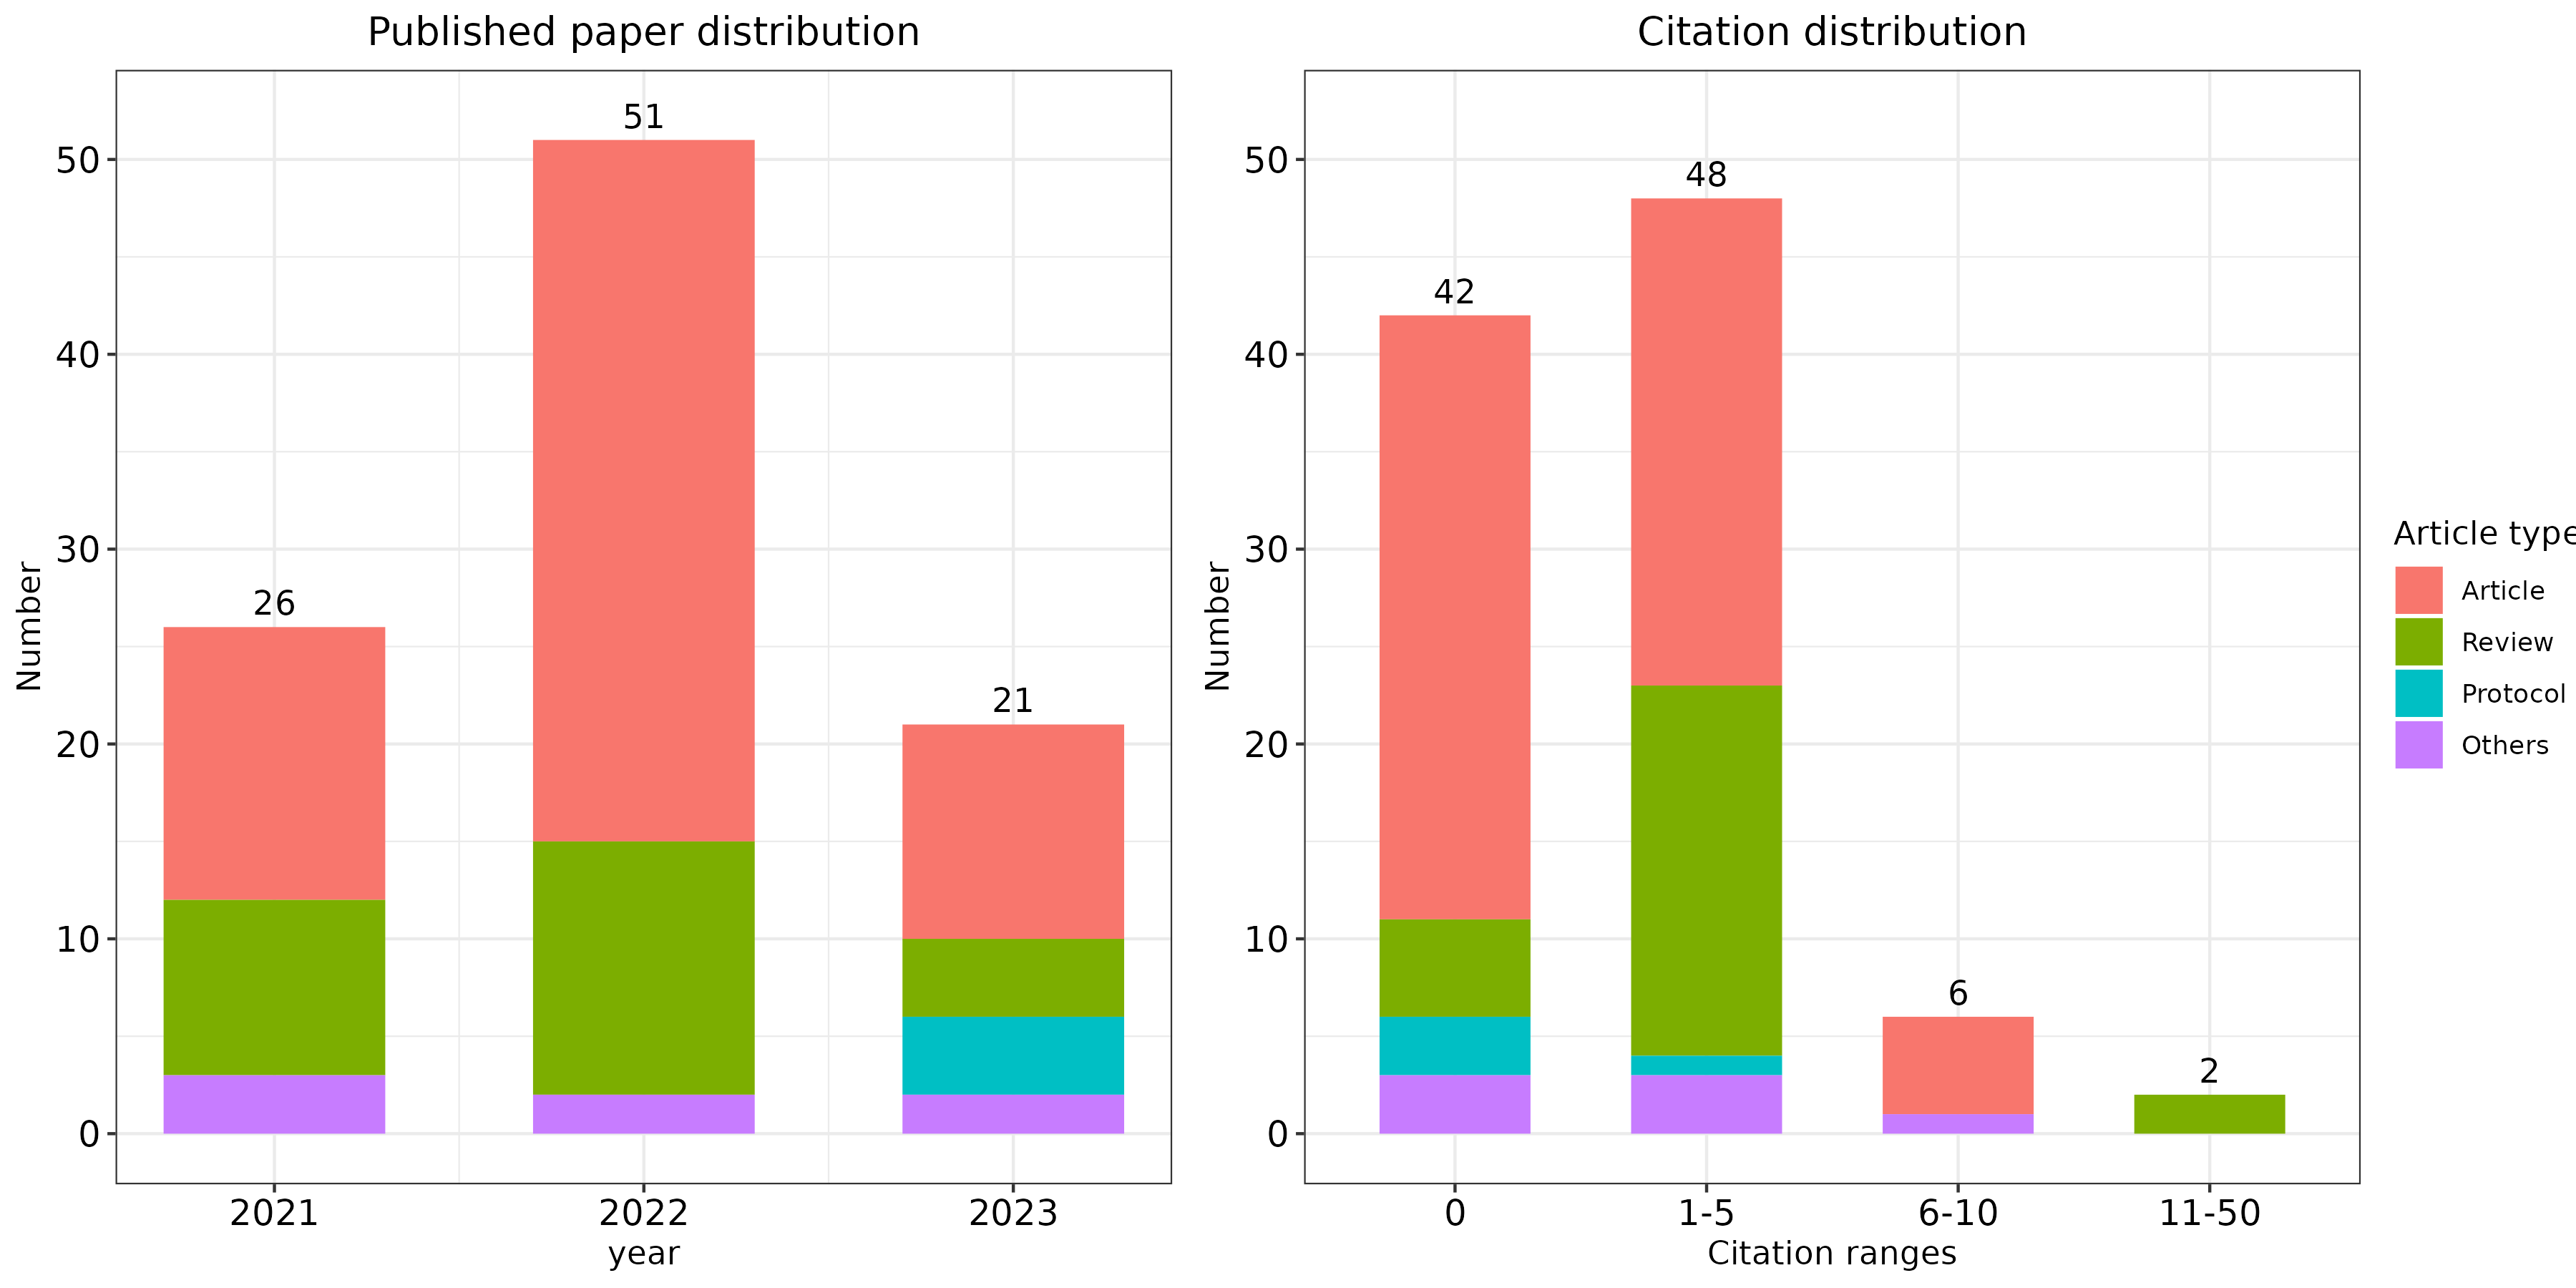 Published paper distribution
51
26
21
50
40
30
20
10
0
Number
2021
2022
2023
year
Citation distribution
48
42
6
2
50
40
30
20
10
0
Number
0
1-5
6-10
11-50
Citation ranges
Article type
Article
Review
Protocol
Others